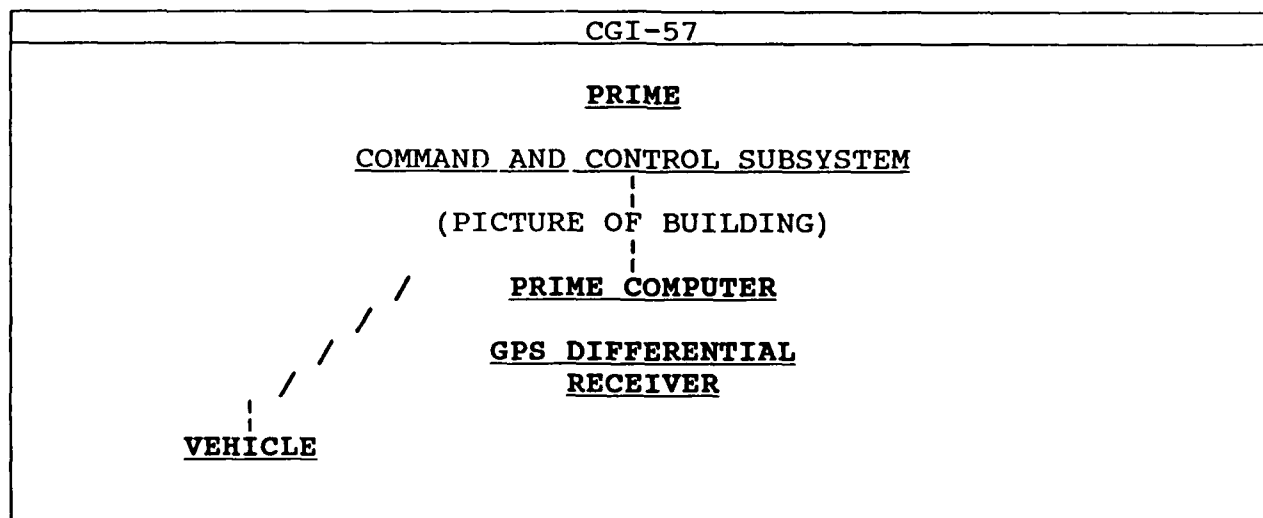 CGI-57
PRIME
COMMAND AND CONTROL SUBSYSTEM
(PICTURE OF BUILDING)
PRIME COMPUTER
GPS DIFFERENTIAL
RECEIVER
VEHICLE